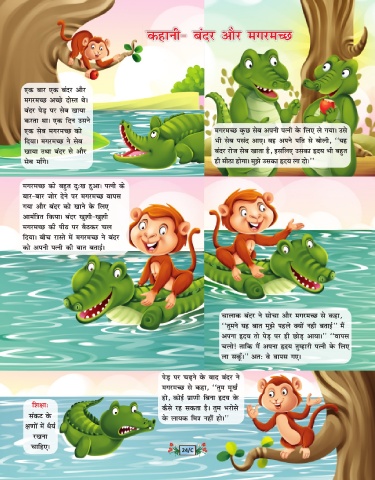 कहानी- बंदर और मगरमच्छ
एक बार एक बंदर और
मगरमच्छ अच्छे दोस्त थे।
बंदर पेड़ पर सेब खाया
करता था। एक दिन उसने
एक सेब मगरमच्छ को
दिया। मगरमच्छ ने सेब
खाया तथा बंदर से और
सेब माँगे।
मगरमच्छ कुछ सेब अपनी पत्नी के लिए ले गया। उसे
भी सेब पसंद आए। वह अपने पति से बोली, "यह
बंदर रोज सेब खाता है, इसलिए उसका हृदय भी बहुत
ही मीठा होगा। मुझे उसका हृदय ला दो।"
मगरमच्छ को बहुत दुःख हुआ। पत्नी के
बार-बार जोर देने पर मगरमच्छ वापस
गया और बंदर को खाने के लिए
आमंत्रित किया। बंदर खुशी-खुशी
मगरमच्छ की पीठ पर बैठकर चल
दिया। बीच रास्ते में मगरमच्छ ने बंदर
को अपनी पत्नी की बात बताई।
चालाक बंदर ने सोचा और मगरमच्छ से कहा,
"तुमने यह बात मुझे पहले क्यों नहीं बताई" मैं
अपना हृदय तो पेड़ पर ही छोड़ आया।" "वापस
चलो! ताकि मैं अपना हृदय तुम्हारी पत्नी के लिए
ला सकूँ।" अतः वे वापस गए।
पेड़ पर चढ़ने के बाद बंदर ने
मगरमच्छ से कहा, "तुम मूर्ख
हो, कोई प्राणी बिना हृदय के
कैसे रह सकता है। तुम भरोसे
के लायक मित्र नहीं हो।"
शिक्षा:
संकट के
क्षणों में धैर्य
रखना
चाहिए।
24/C